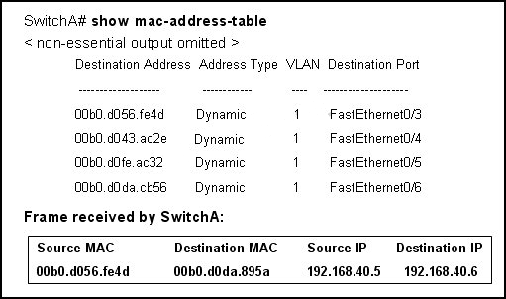 SwitchA# show mac-address-table
< ncn-essential output omitted >
Destination Address Address Type VLAN Destination Port
------------------- ------------ ---- --------------------
00b0.d056.fe4d Dynamic 1 FastEthernet0/3
00b0.d043.ac2e Dynamic 1 FastEthernet0/4
00b0.d0fe.ac32 Dynamic 1 FastEthernet0/5
00b0.d0da.cb56 Dynamic 1 FastEthernet0/6
Frame received by SwitchA:
Source MAC Destination MAC Source IP Destination IP
00b0.d056.fe4d 00b0.d0da.895a 192.168.40.5 192.168.40.6